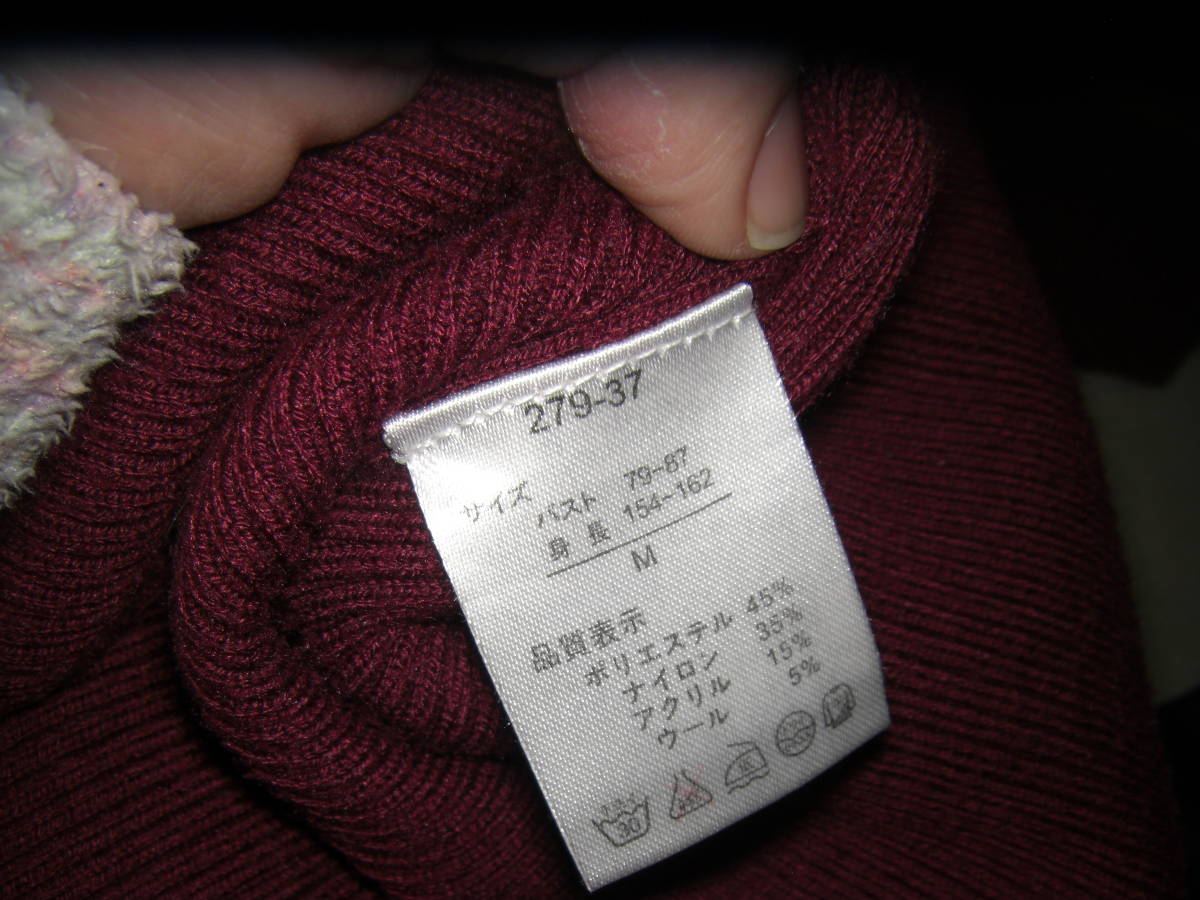 279-37
サイズ
バスト 79-87
身長 154-162
M
品質表示
ポリエステル 45%
ナイロン 35%
アクリル 15%
ウール 5%
30